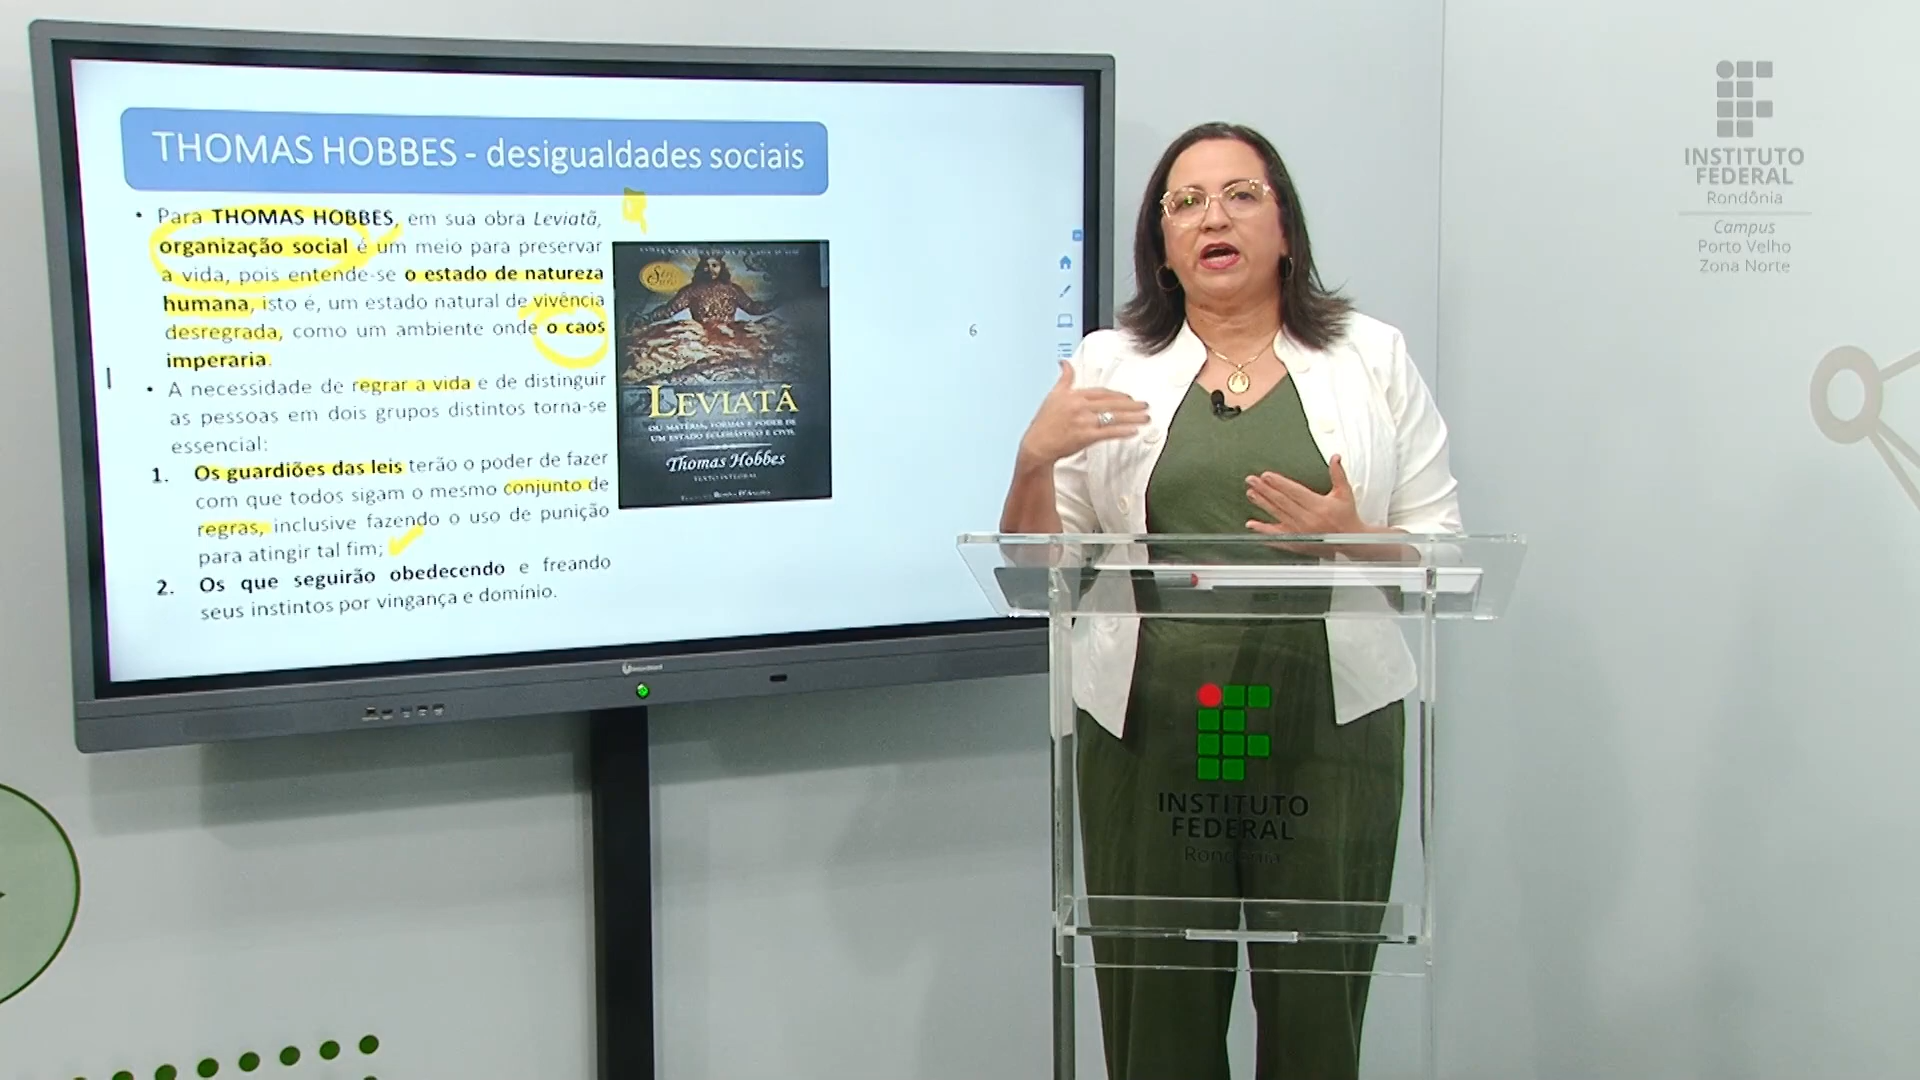 THOMAS HOBBES - desigualdades sociais
• Para THOMAS HOBBES, em sua obra Leviatã,
organização social é um meio para preservar
a vida, pois entende-se o estado de natureza
humana, isto é, um estado natural de vivência
desregrada, como um ambiente onde o caos
imperaria.
• A necessidade de regrar a vida e de distinguir
as pessoas em dois grupos distintos torna-se
essencial:
1. Os guardiões das leis terão o poder de fazer
com que todos sigam o mesmo conjunto de
regras, inclusive fazendo o uso de punição
para atingir tal fim;
2. Os que seguirão obedecendo e freando
seus instintos por vingança e domínio.
LEVIATÃ
OU MATÉRIA, FORMAS E PODER DE
UM ESTADO ECLESIÁSTICO E CIVIL
Thomas Hobbes
TEXTO INTEGRAL
6
INSTITUTO
FEDERAL
Rondônia
Campus
Porto Velho
Zona Norte
INSTITUTO
FEDERAL
Rondônia